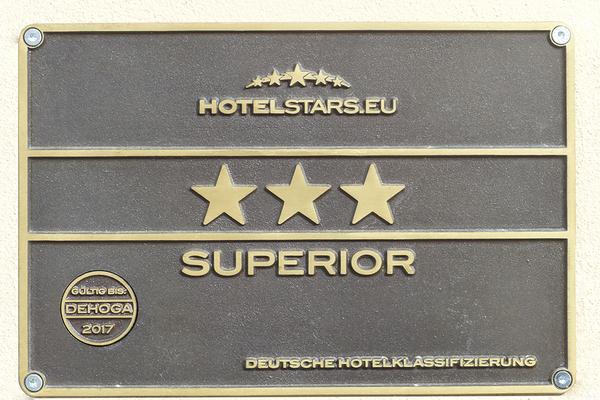 HOTELSTARS.EU
SUPERIOR
GÜLTIG BIS:
DEHOGA
2017
DEUTSCHE HOTELKLASSIFIZIERUNG